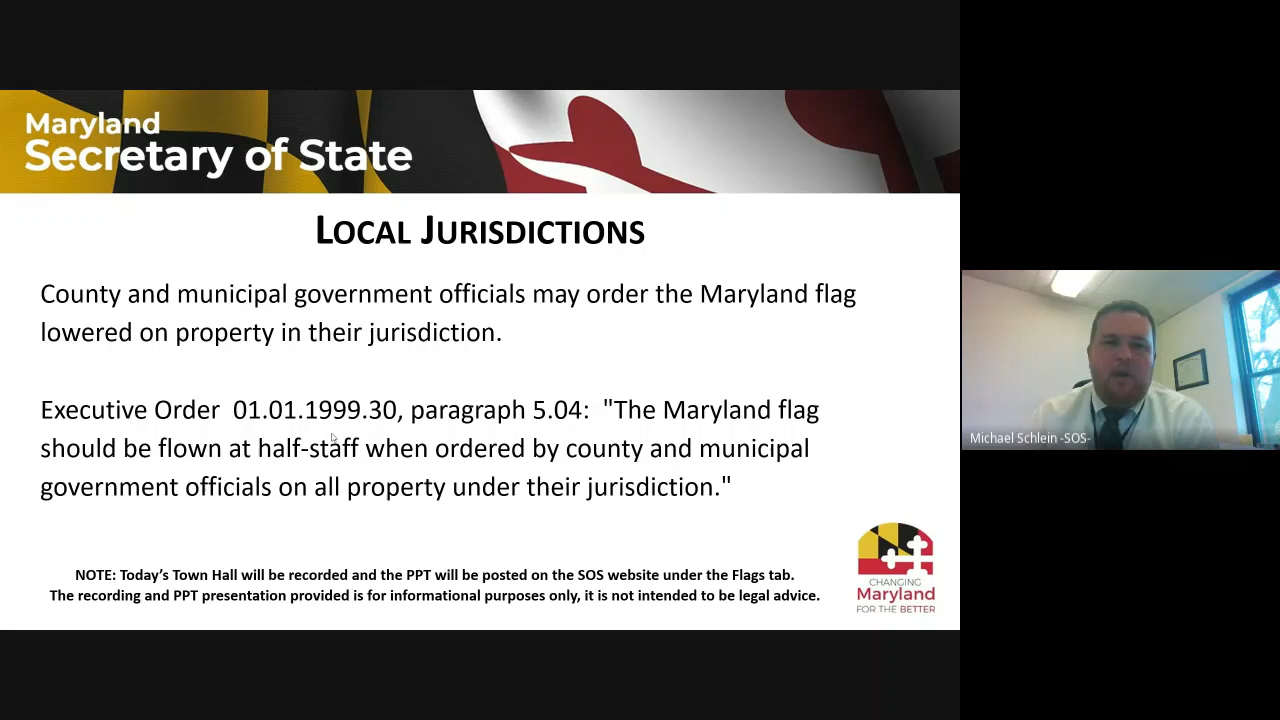 Maryland
Secretary of State
LOCAL JURISDICTIONS
County and municipal government officials may order the Maryland flag
lowered on property in their jurisdiction.
Executive Order 01.01.1999.30, paragraph 5.04: "The Maryland flag
should be flown at half-staff when ordered by county and municipal
government officials on all property under their jurisdiction."
NOTE: Today’s Town Hall will be recorded and the PPT will be posted on the SOS website under the Flags tab.
The recording and PPT presentation provided is for informational purposes only, it is not intended to be legal advice.
CHANGING
Maryland
FOR THE BETTER
Michael Schlein -SOS-